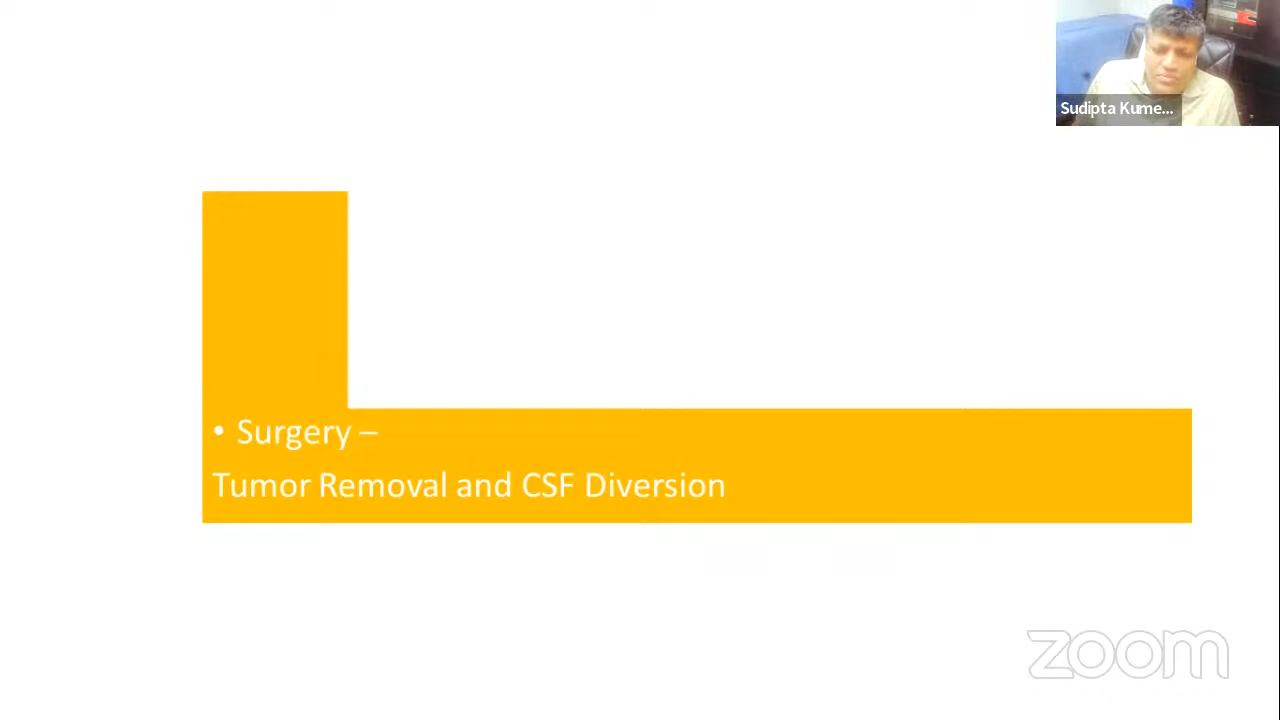 Sudipta Kume...
• Surgery –
Tumor Removal and CSF Diversion
zoom